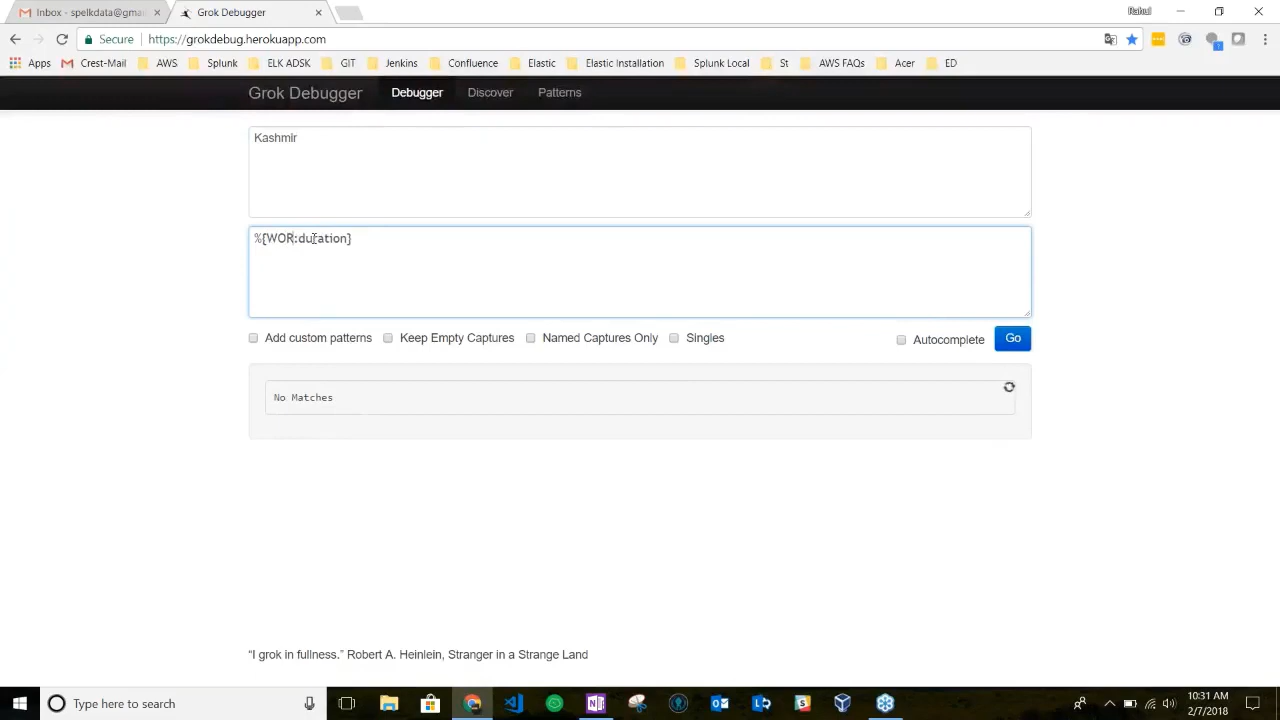 Inbox - spelkdata@gmai
Grok Debugger
Rahul
Secure
https://grokdebug.herokuapp.com
Apps
Crest-Mail
AWS
Splunk
ELK ADSK
GIT
Jenkins
Confluence
Elastic
Elastic Installation
Splunk Local
ST
AWS FAQs
Acer
ED
Grok Debugger
Debugger
Discover
Patterns
Kashmir
%{WOR:duration}
Add custom patterns
Keep Empty Captures
Named Captures Only
Singles
Autocomplete
Go
No Matches
“I grok in fullness.” Robert A. Heinlein, Stranger in a Strange Land
Type here to search
10:31 AM
2/7/2018